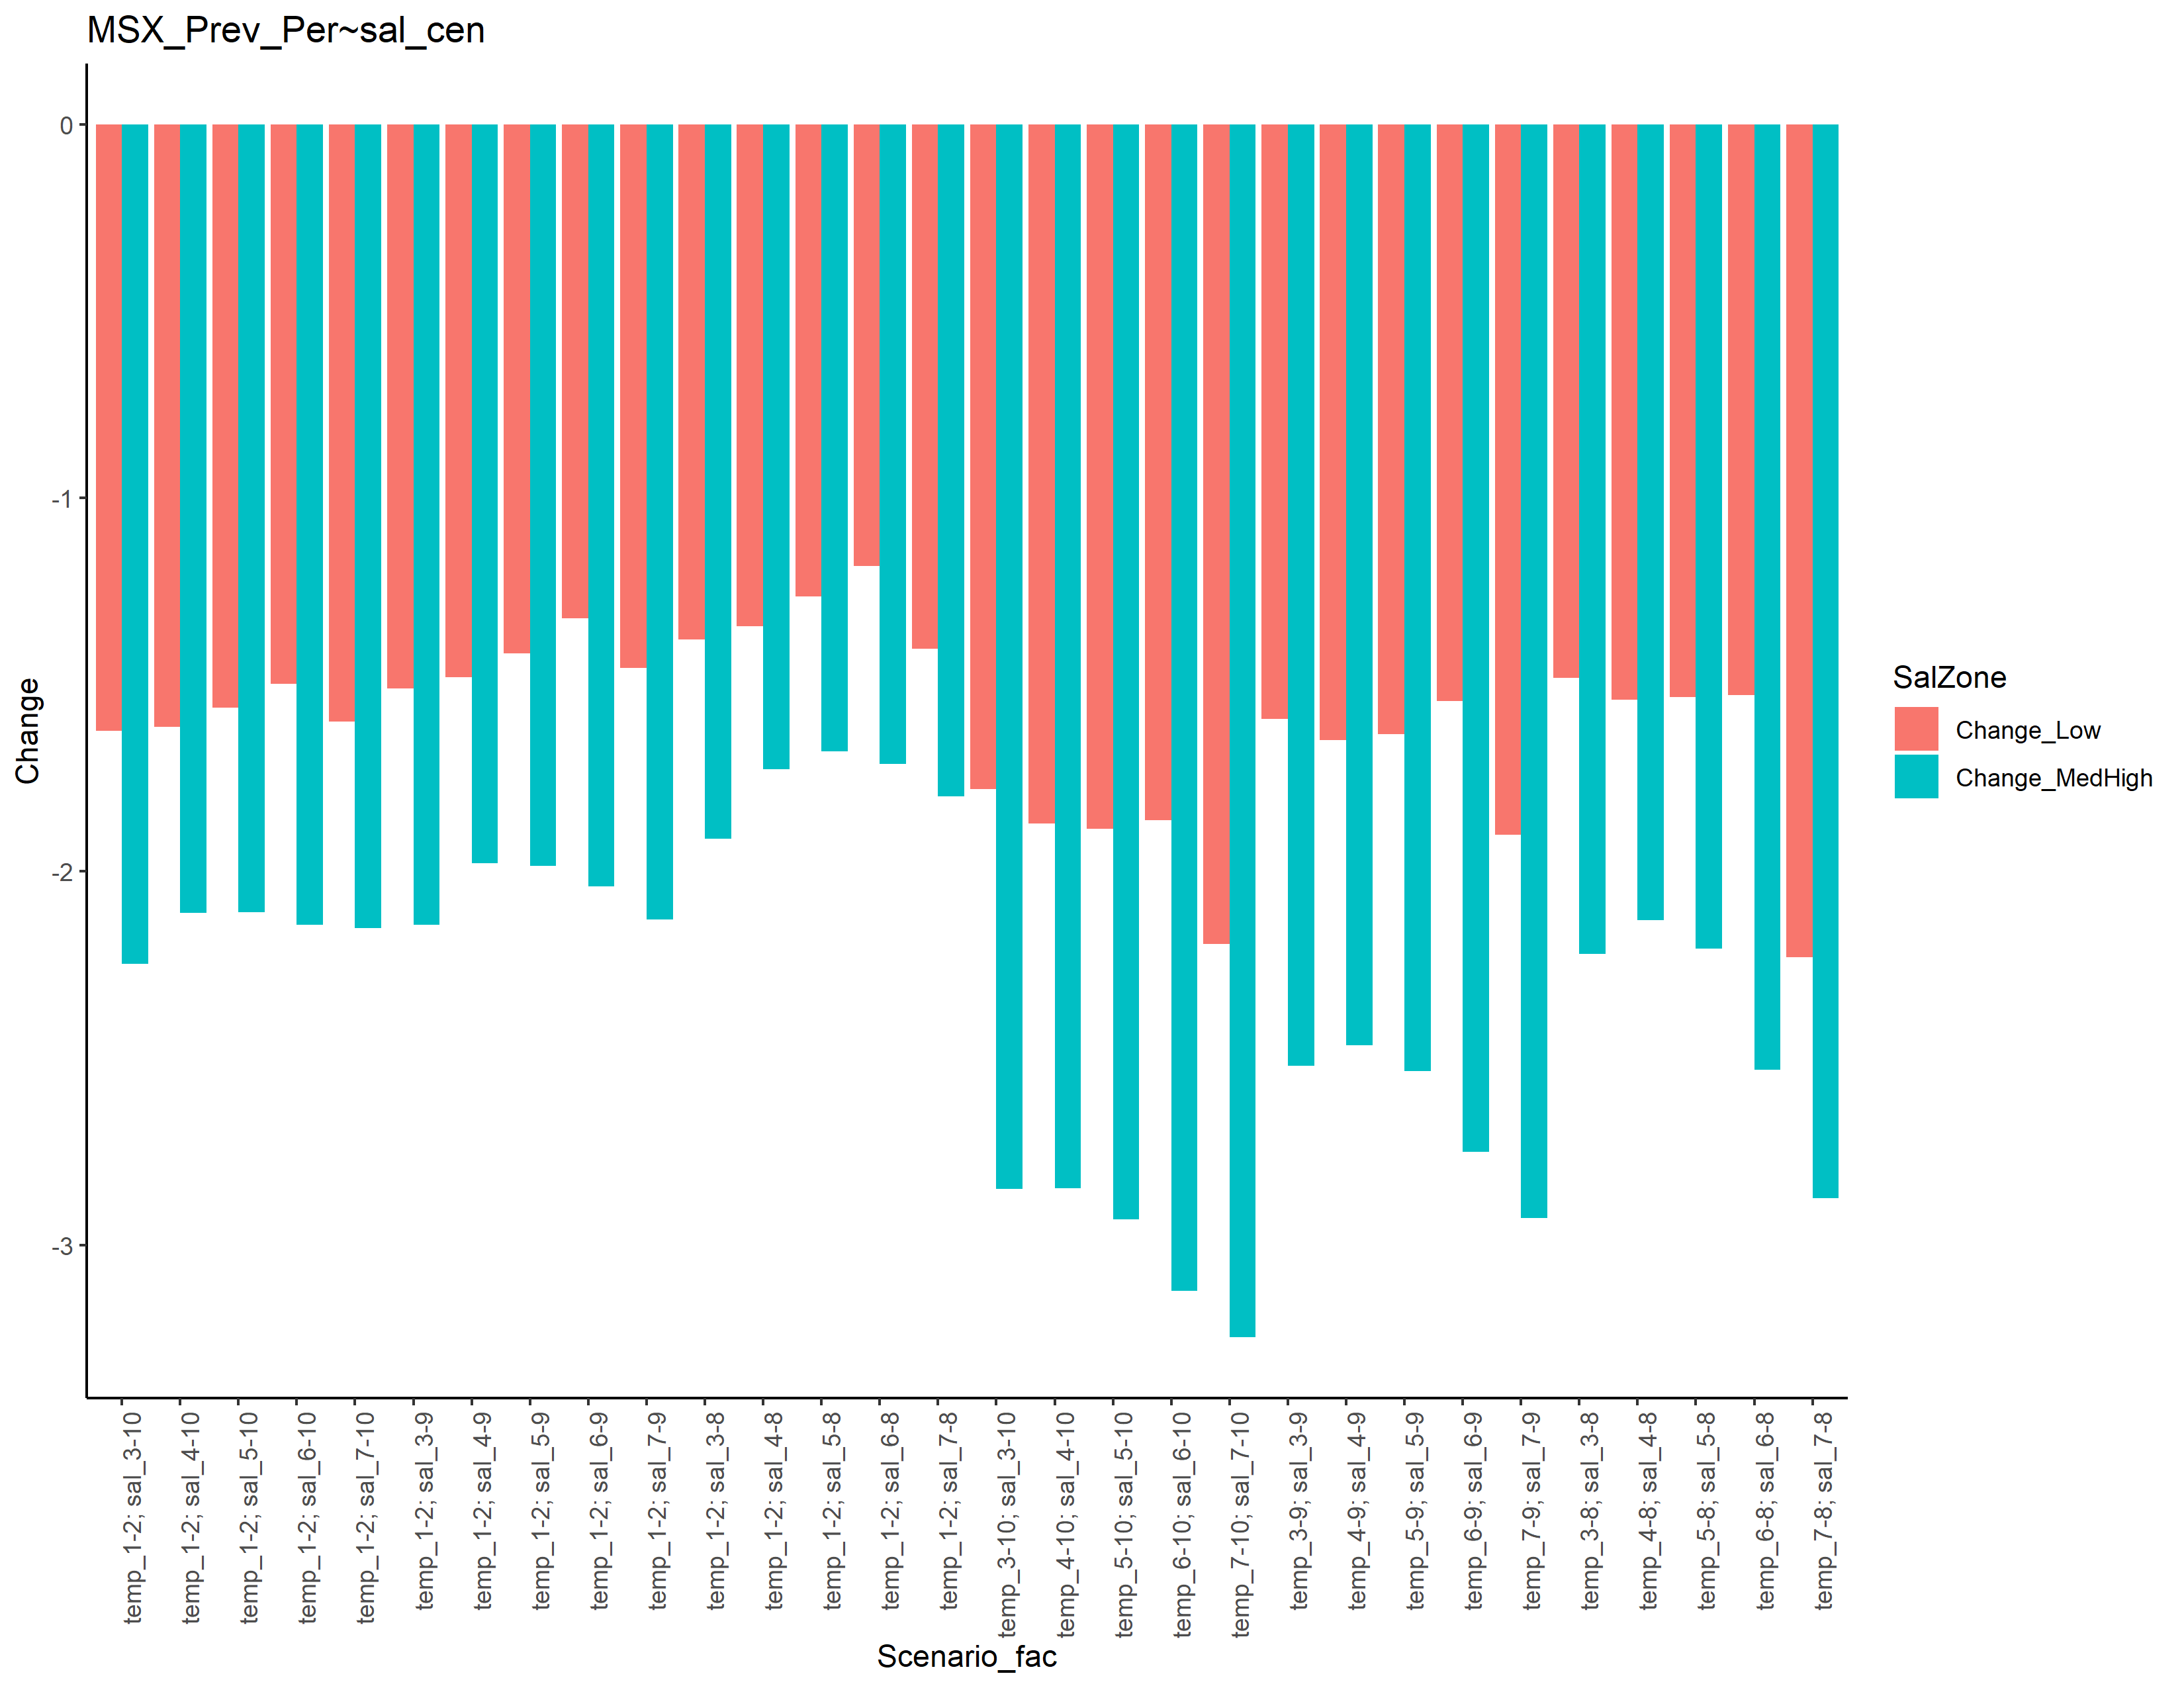 MSX_Prev_Per~sal_cen
0
-1
-2
-3
Change
SalZone
Change_Low
Change_MedHigh
temp_1-2; sal_3-10
temp_1-2; sal_4-10
temp_1-2; sal_5-10
temp_1-2; sal_6-10
temp_1-2; sal_7-10
temp_1-2; sal_3-9
temp_1-2; sal_4-9
temp_1-2; sal_5-9
temp_1-2; sal_6-9
temp_1-2; sal_7-9
temp_1-2; sal_3-8
temp_1-2; sal_4-8
temp_1-2; sal_5-8
temp_1-2; sal_6-8
temp_1-2; sal_7-8
temp_3-10; sal_3-10
temp_4-10; sal_4-10
temp_5-10; sal_5-10
temp_6-10; sal_6-10
temp_7-10; sal_7-10
temp_3-9; sal_3-9
temp_4-9; sal_4-9
temp_5-9; sal_5-9
temp_6-9; sal_6-9
temp_7-9; sal_7-9
temp_3-8; sal_3-8
temp_4-8; sal_4-8
temp_5-8; sal_5-8
temp_6-8; sal_6-8
temp_7-8; sal_7-8
Scenario_fac